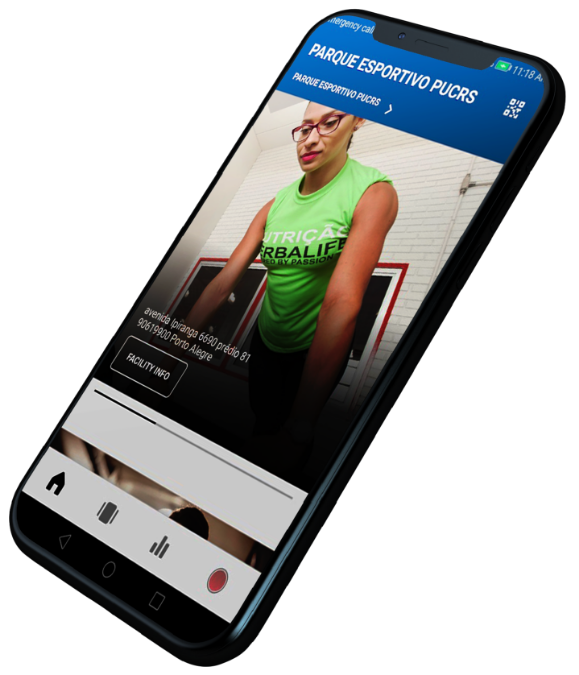 mergency call
11:18 A
PARQUE ESPORTIVO PUCRS
PARQUE ESPORTIVO PUCRS
UTRIÇÃO
ERBALIFE
ED BY PASSION
avenida Ipiranga 6690 prédio 81
90619900 Porto Alegre
FACILITY INFO